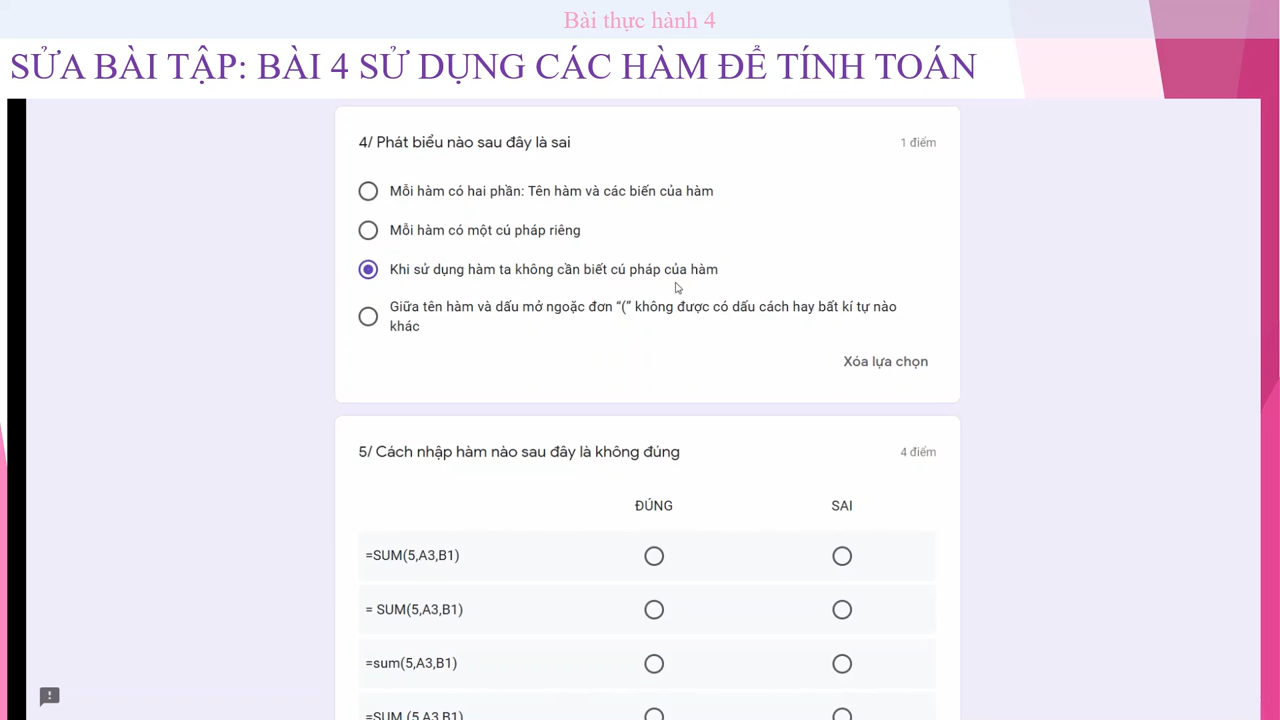 Bài thực hành 4
SỬA BÀI TẬP: BÀI 4 SỬ DỤNG CÁC HÀM ĐỂ TÍNH TOÁN
4/ Phát biểu nào sau đây là sai
1 điểm
Mỗi hàm có hai phần: Tên hàm và các biến của hàm
Mỗi hàm có một cú pháp riêng
Khi sử dụng hàm ta không cần biết cú pháp của hàm
Giữa tên hàm và dấu mở ngoặc đơn “(” không được có dấu cách hay bất kí tự nào
khác
Xóa lựa chọn
5/ Cách nhập hàm nào sau đây là không đúng
4 điểm
ĐÚNG SAI
=SUM(5,A3,B1)
= SUM(5,A3,B1)
=sum(5,A3,B1)
=SUM (5,A3,B1)